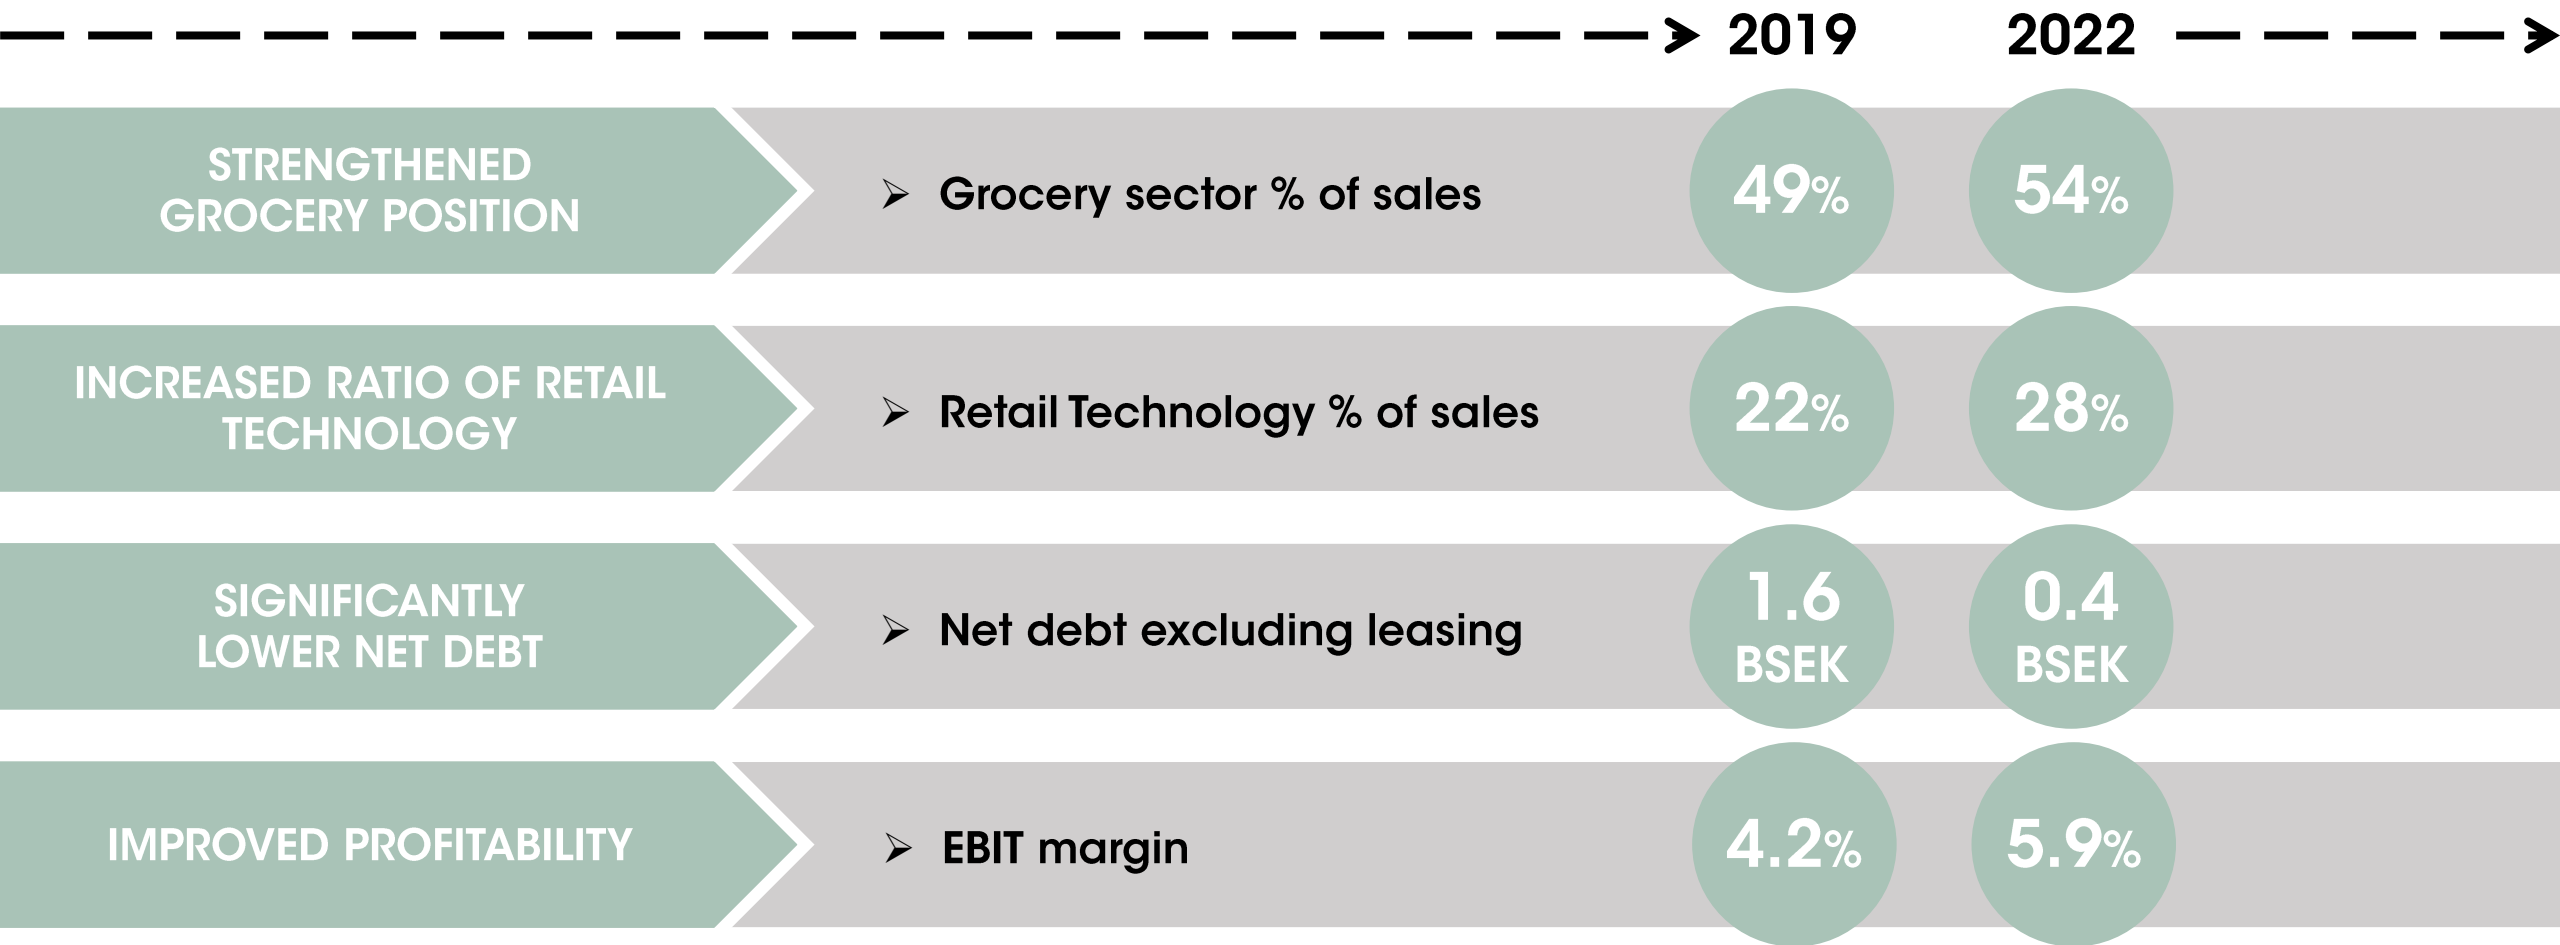 2019 2022
STRENGTHENED
GROCERY POSITION
➢ Grocery sector % of sales
49%
54%
INCREASED RATIO OF RETAIL
TECHNOLOGY
➢ Retail Technology % of sales
22%
28%
SIGNIFICANTLY
LOWER NET DEBT
➢ Net debt excluding leasing
1.6
BSEK
0.4
BSEK
IMPROVED PROFITABILITY
➢ EBIT margin
4.2%
5.9%